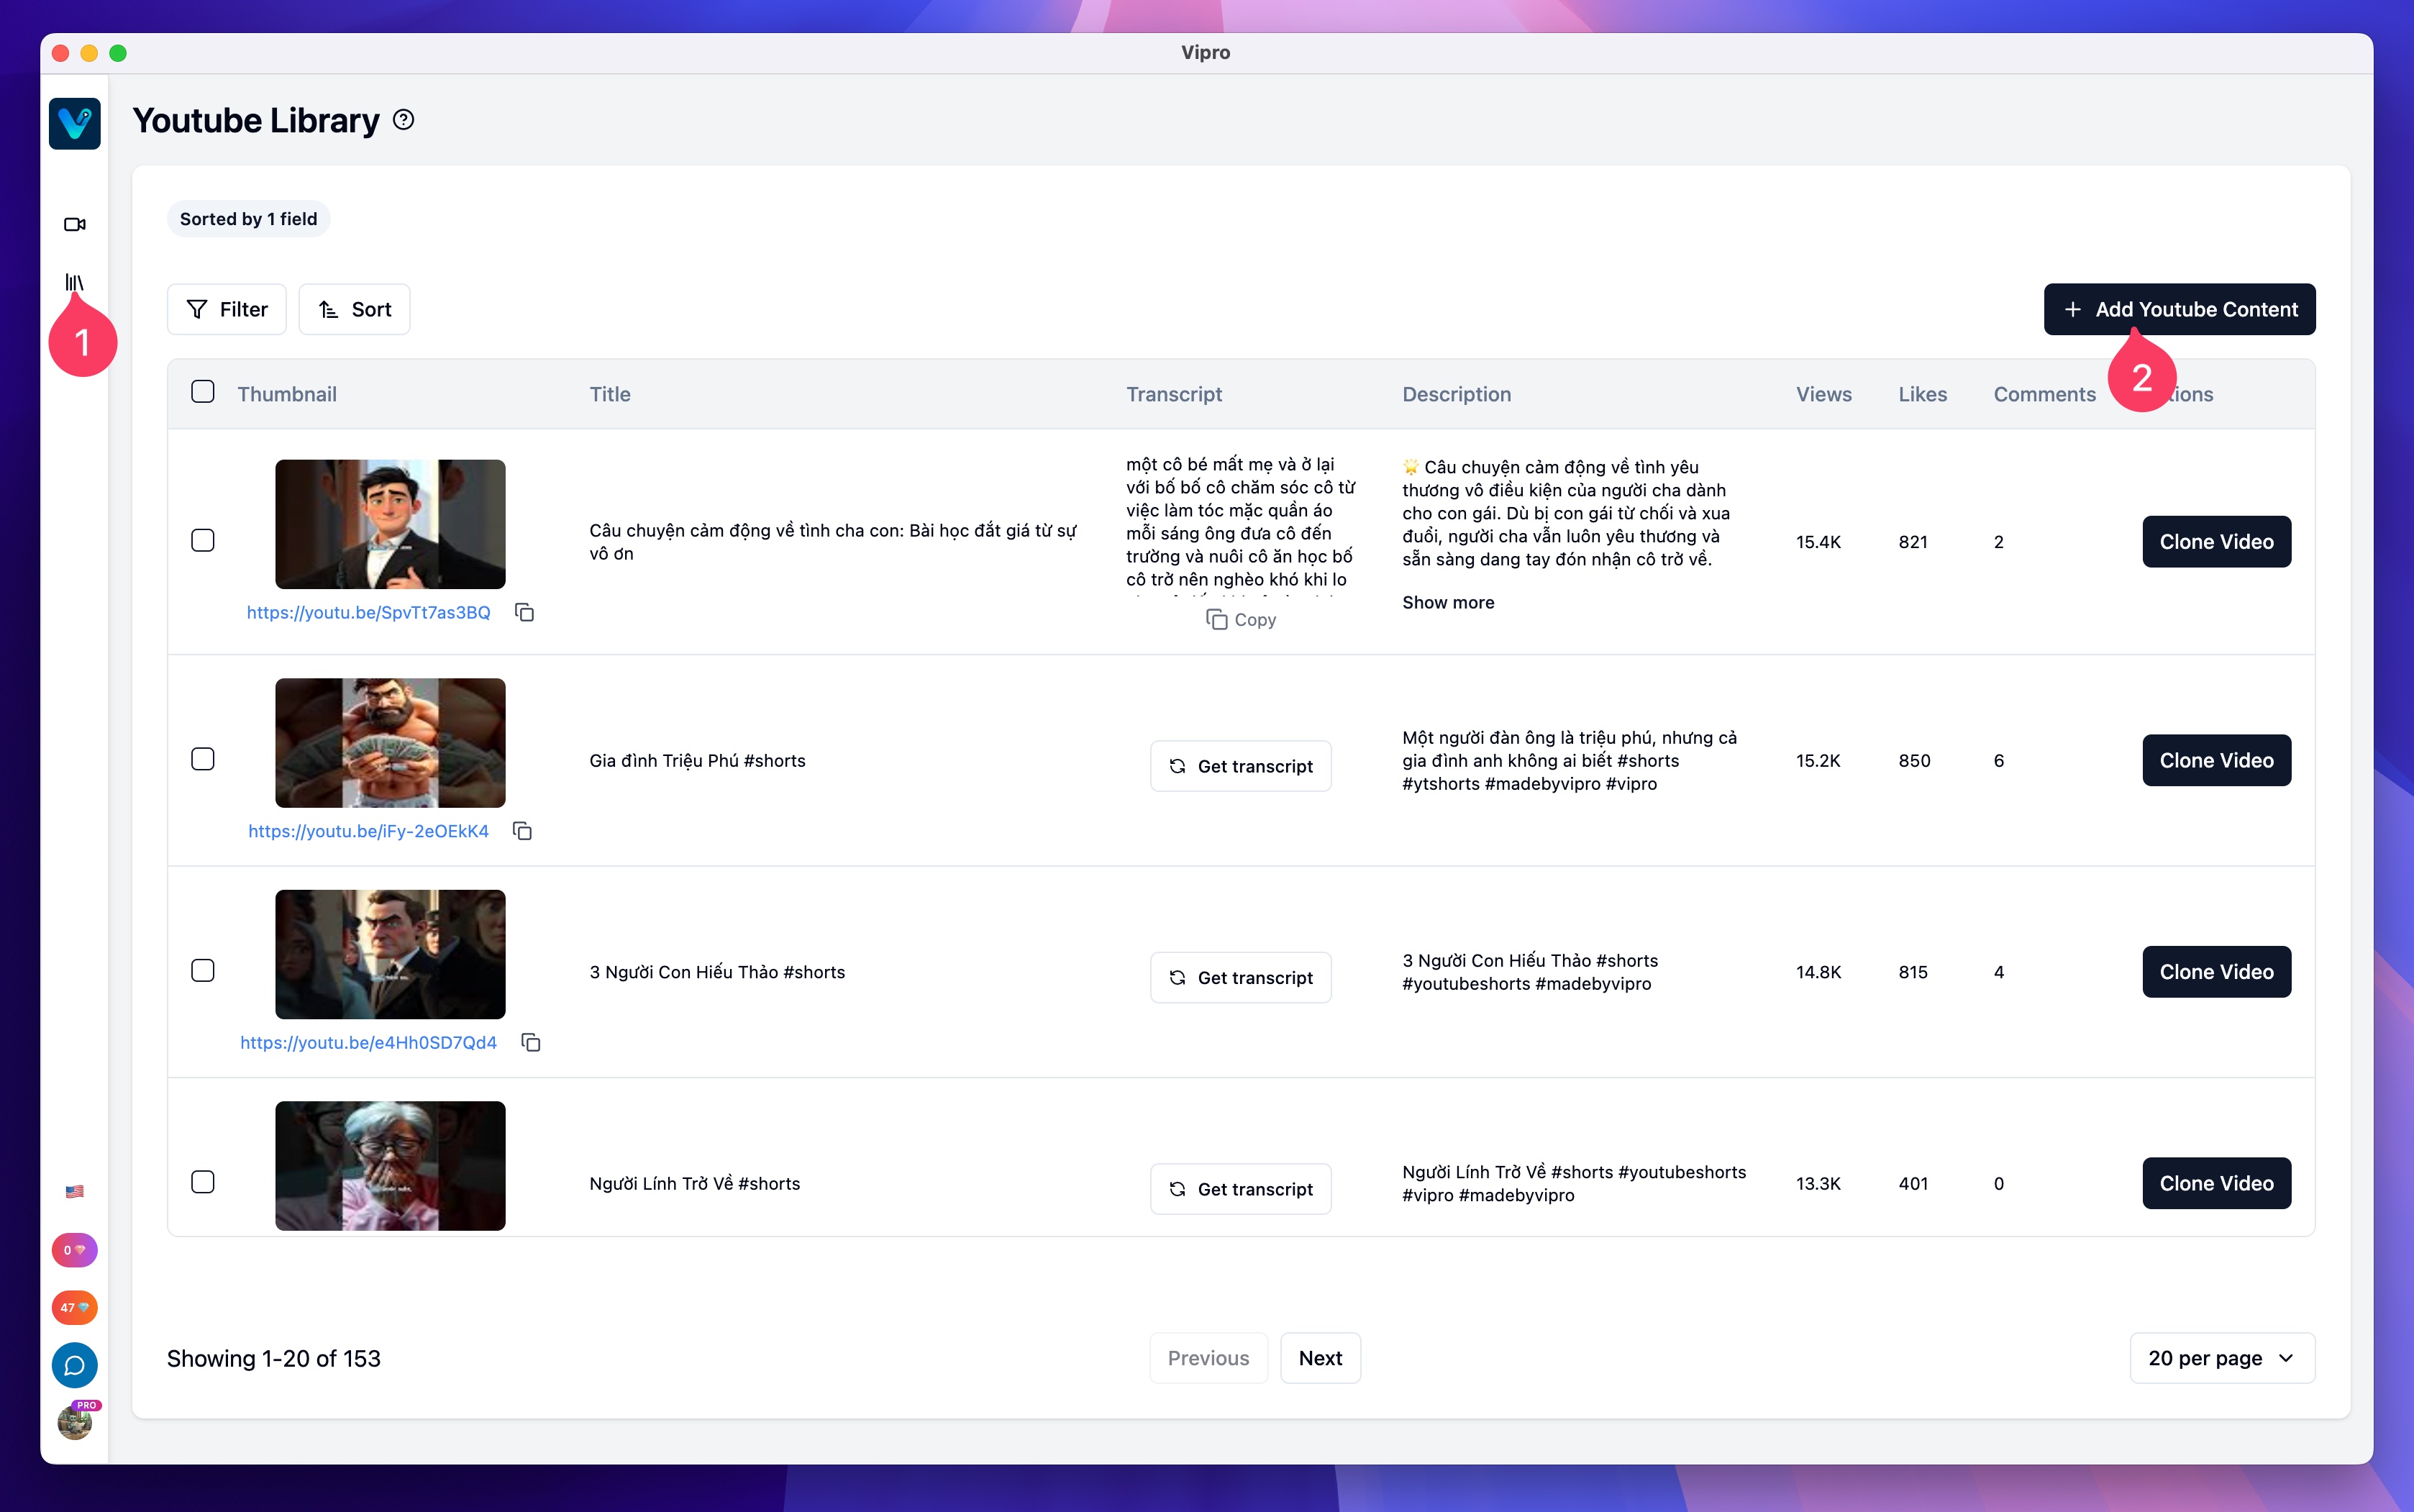 Vipro
Youtube Library
Sorted by 1 field
Filter
Sort
Add Youtube Content
1
2
Thumbnail
Title
Transcript
Description
Views
Likes
Comments
tions
một cô bé mất mẹ và ở lại
với bố bố cô chăm sóc cô từ
việc làm tóc mặc quần áo
mỗi sáng ông đưa cô đến
trường và nuôi cô ăn học bố
cô trở nên nghèo khó khi lo
Copy
Câu chuyện cảm động về tình cha con: Bài học đắt giá từ sự
vô ơn
🌟 Câu chuyện cảm động về tình yêu
thương vô điều kiện của người cha dành
cho con gái. Dù bị con gái từ chối và xua
đuổi, người cha vẫn luôn yêu thương và
sẵn sàng dang tay đón nhận cô trở về.
Show more
15.4K
821
2
Clone Video
https://youtu.be/SpvTt7as3BQ
Gia đình Triệu Phú #shorts
Get transcript
Một người đàn ông là triệu phú, nhưng cả
gia đình anh không ai biết #shorts
#ytshorts #madebyvipro #vipro
15.2K
850
6
Clone Video
https://youtu.be/iFy-2eOEkK4
3 Người Con Hiếu Thảo #shorts
Get transcript
3 Người Con Hiếu Thảo #shorts
#youtubeshorts #madebyvipro
14.8K
815
4
Clone Video
https://youtu.be/e4Hh0SD7Qd4
Người Lính Trở Về #shorts
Get transcript
Người Lính Trở Về #shorts #youtubeshorts
#vipro #madebyvipro
13.3K
401
0
Clone Video
0
47
PRO
Showing 1-20 of 153
Previous
Next
20 per page